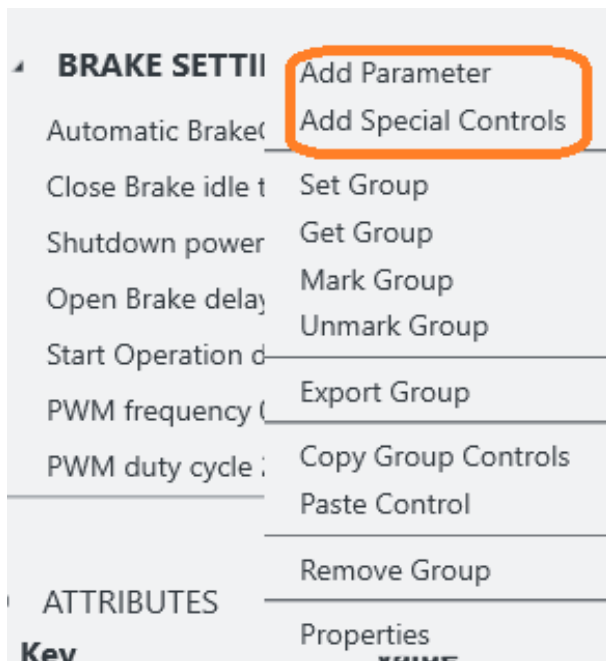 BRAKE SETTI
Add Parameter
Automatic Brake
Add Special Controls
Close Brake idle t
Set Group
Shutdown power
Get Group
Open Brake delay
Mark Group
Start Operation d
Unmark Group
PWM frequency (
Export Group
PWM duty cycle
Copy Group Controls
Paste Control
ATTRIBUTES
Remove Group
Key
Properties